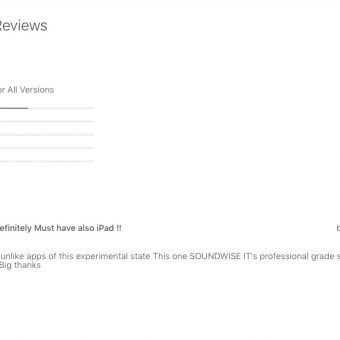 Reviews
or All Versions
efinitely Must have also iPad !!
unlike apps of this experimental state This one SOUNDWISE IT's professional grade s
Big thanks